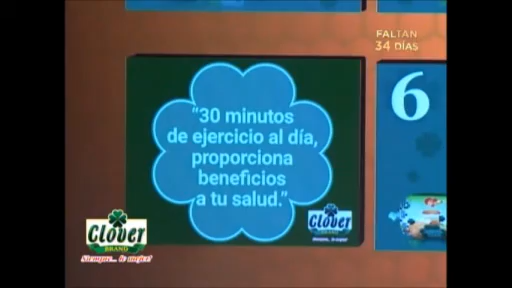 FALTAN
34 DÍAS
"30 minutos
de ejercicio al día,
proporciona
beneficios
a tu salud."
6
Clover
BRAND
Clover
BRAND
Siempre... lo mejor!